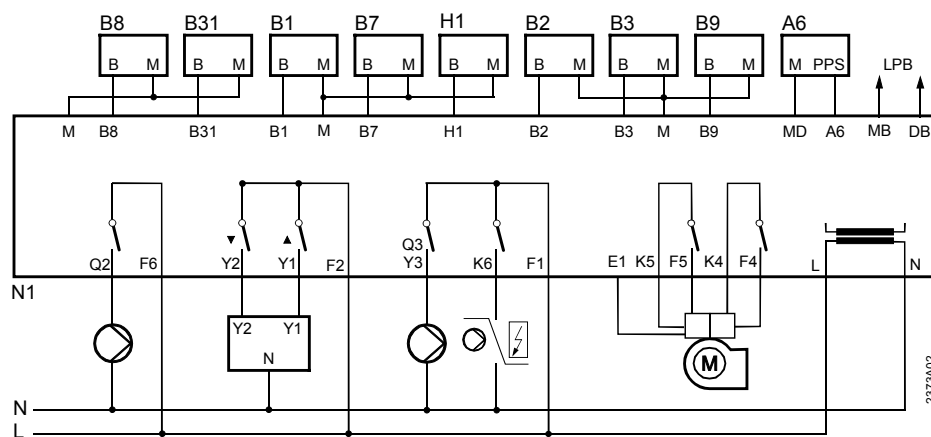 B8 B31 B1 B7 H1 B2 B3 B9 A6
B M B M B M B M B M B M B M B M M PPS LPB
M B8 B31 B1 M B7 H1 B2 B3 M B9 MD A6 MB DB
Q3
Q2 F6 Y2 Y1 F2 Y3 K6 F1 E1 K5 F5 K4 F4 L N
N1
Y2 Y1
N
M
N
L
2373A02